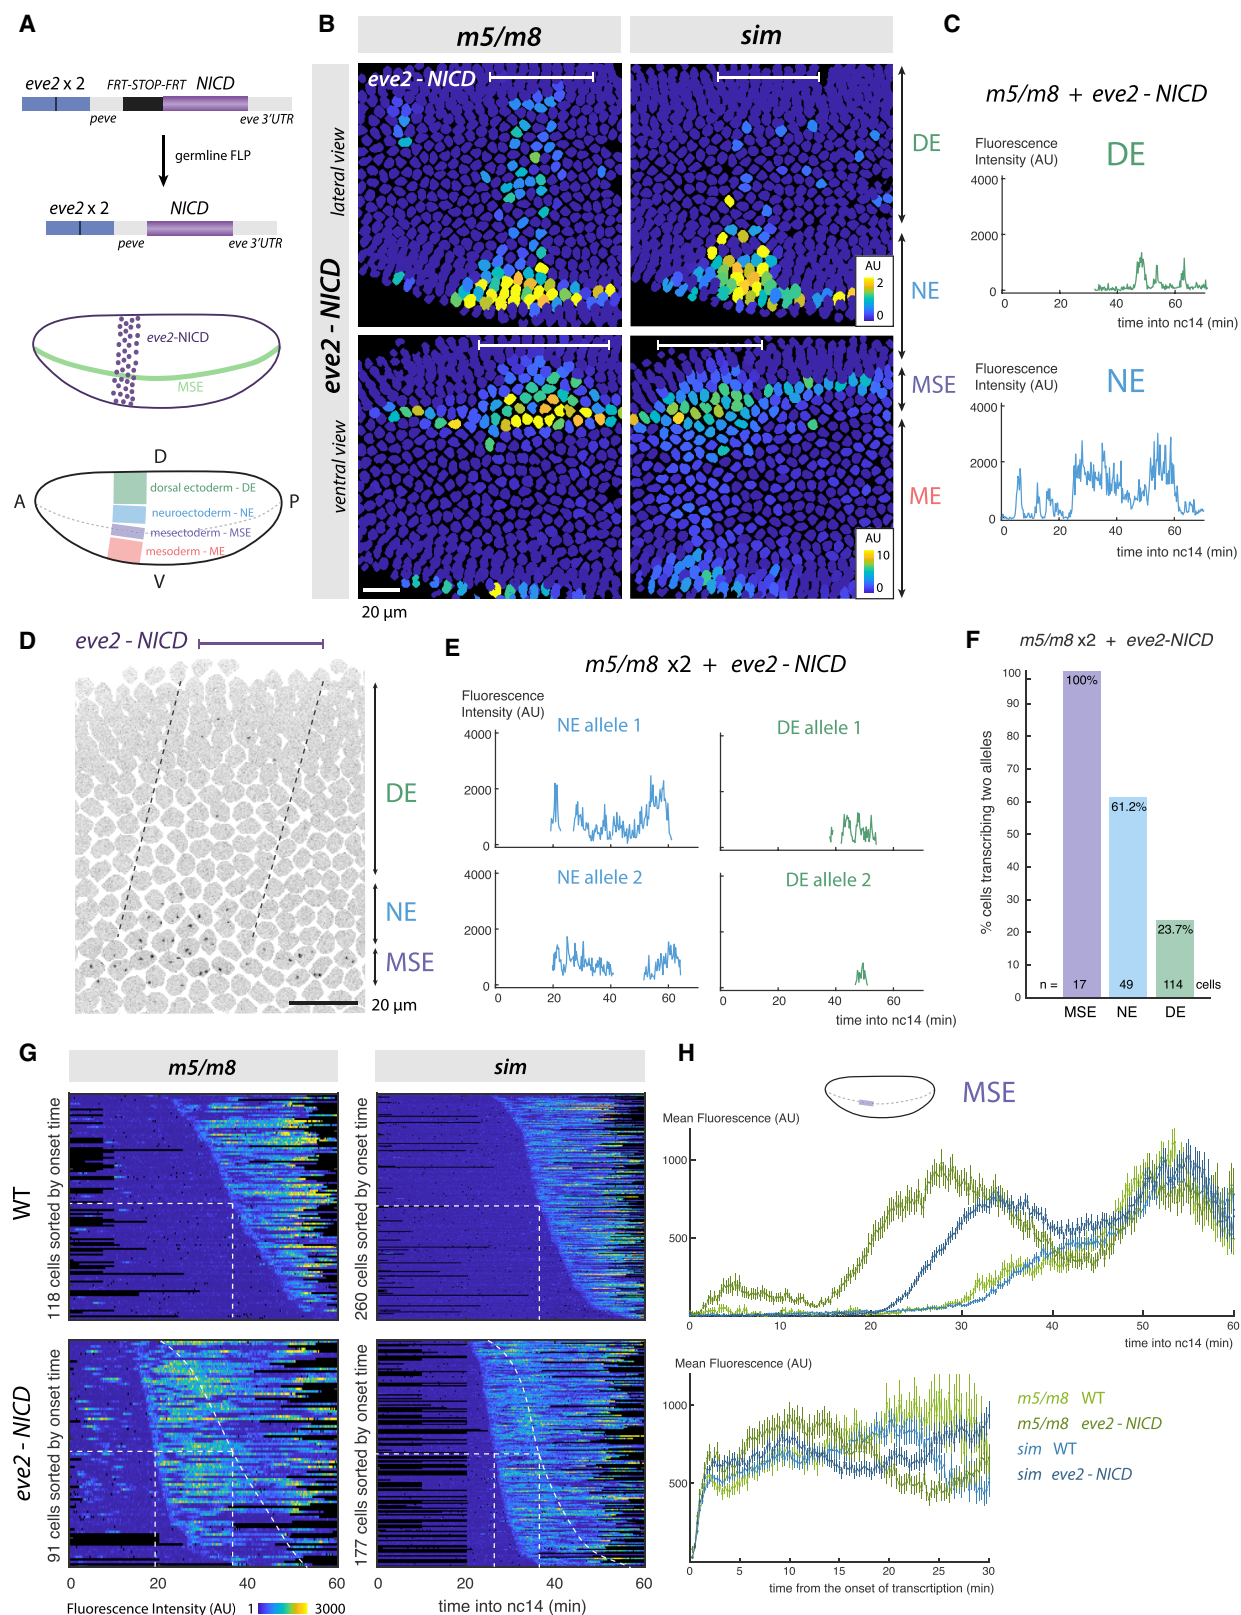 A
eve2 x 2
FRT-STOP-FRT
NICD
peve
eve 3'UTR
germline FLP
eve2 x 2
NICD
peve
eve 3'UTR
eve2-NICD
MSE
D
A
P
dorsal ectoderm - DE
neuroectoderm - NE
mesectoderm - MSE
mesoderm - ME
V
B
m5/m8
sim
eve2 - NICD
lateral view
eve2 - NICD
ventral view
AU
2
0
AU
10
0
20 µm
DE
NE
MSE
ME
C
m5/m8 + eve2 - NICD
Fluorescence
Intensity (AU)
DE
4000
2000
0
0
20
40
60
time into nc14 (min)
Fluorescence
Intensity (AU)
NE
4000
2000
0
0
20
40
60
time into nc14 (min)
D
eve2 - NICD
DE
NE
MSE
20 µm
E
m5/m8 x2 + eve2 - NICD
Fluorescence
Intensity (AU)
NE allele 1
DE allele 1
4000
2000
0
NE allele 2
DE allele 2
4000
2000
0
0
20
40
60
0
20
40
60
time into nc14 (min)
F
m5/m8 x2 + eve2-NICD
% cells transcribing two alleles
100
90
80
70
60
50
40
30
20
10
0
100%
61.2%
23.7%
n =
17
49
114
cells
MSE
NE
DE
G
m5/m8
sim
WT
118 cells sorted by onset time
260 cells sorted by onset time
eve2 - NICD
91 cells sorted by onset time
177 cells sorted by onset time
0
20
40
60
0
20
40
60
Fluorescence Intensity (AU)
1
3000
time into nc14 (min)
H
MSE
Mean Fluorescence (AU)
1000
500
0
10
20
30
40
50
60
time into nc14 (min)
Mean Fluorescence (AU)
1000
500
0
5
10
15
20
25
30
time from the onset of transcrtiption (min)
m5/m8 WT
m5/m8 eve2 - NICD
sim WT
sim eve2 - NICD